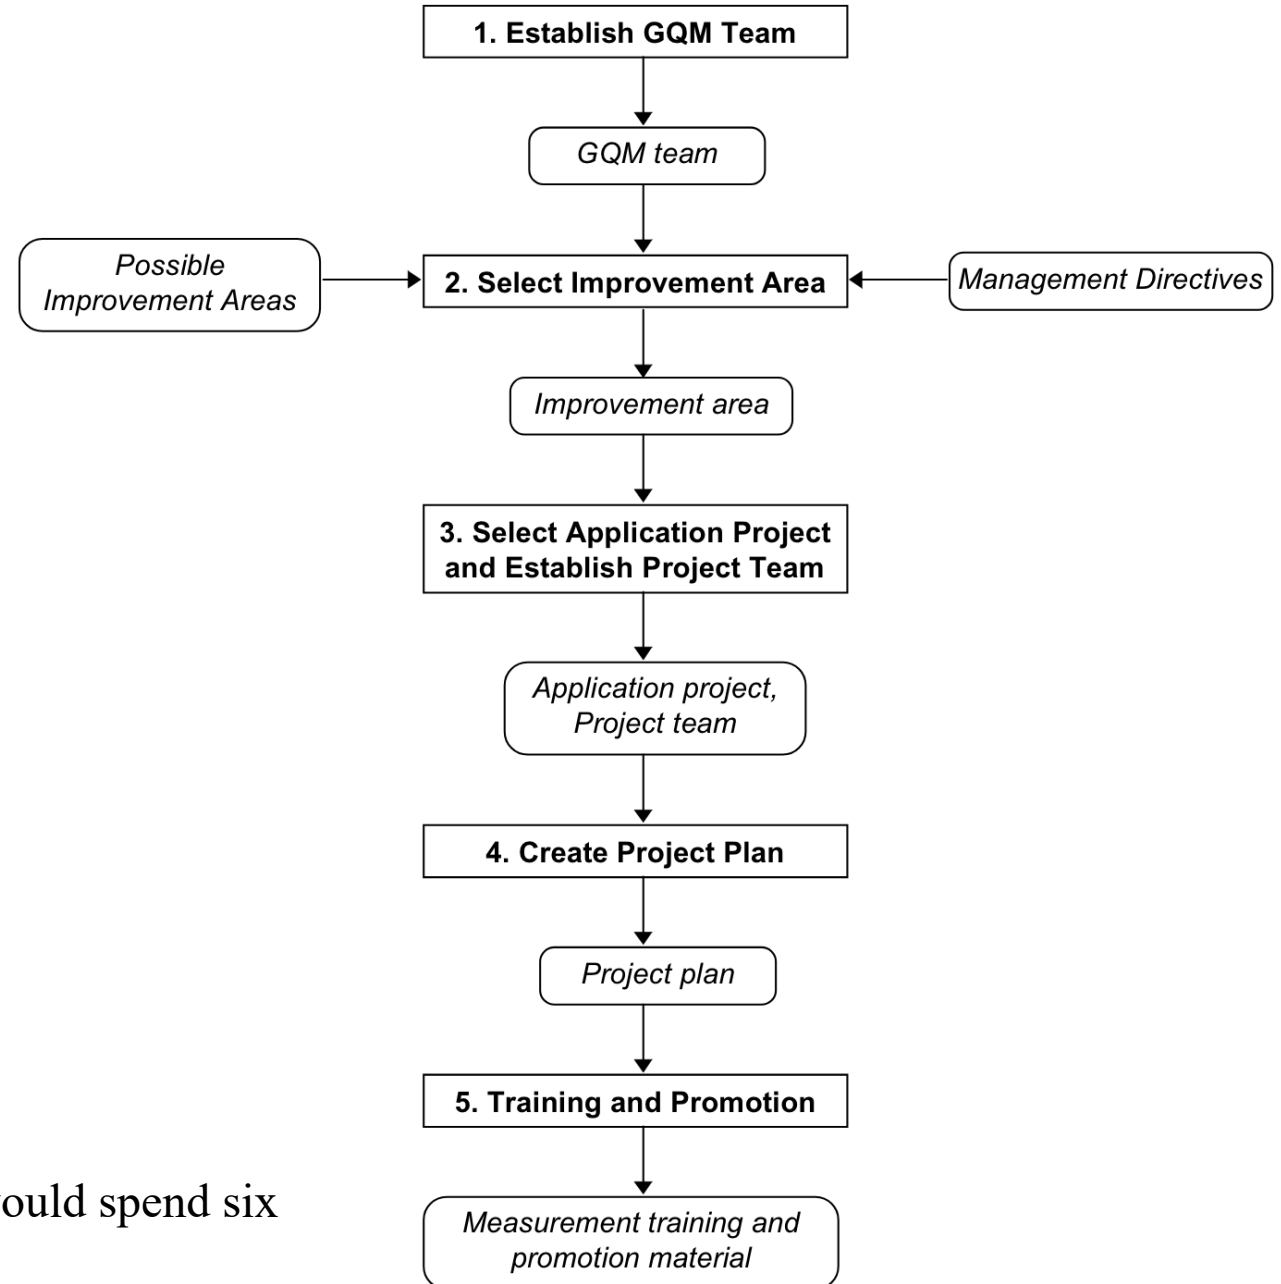 1. Establish GQM Team
GQM team
Possible
Improvement Areas
2. Select Improvement Area
Management Directives
Improvement area
3. Select Application Project
and Establish Project Team
Application project,
Project team
4. Create Project Plan
Project plan
5. Training and Promotion
spend six
Measurement training and
promotion material